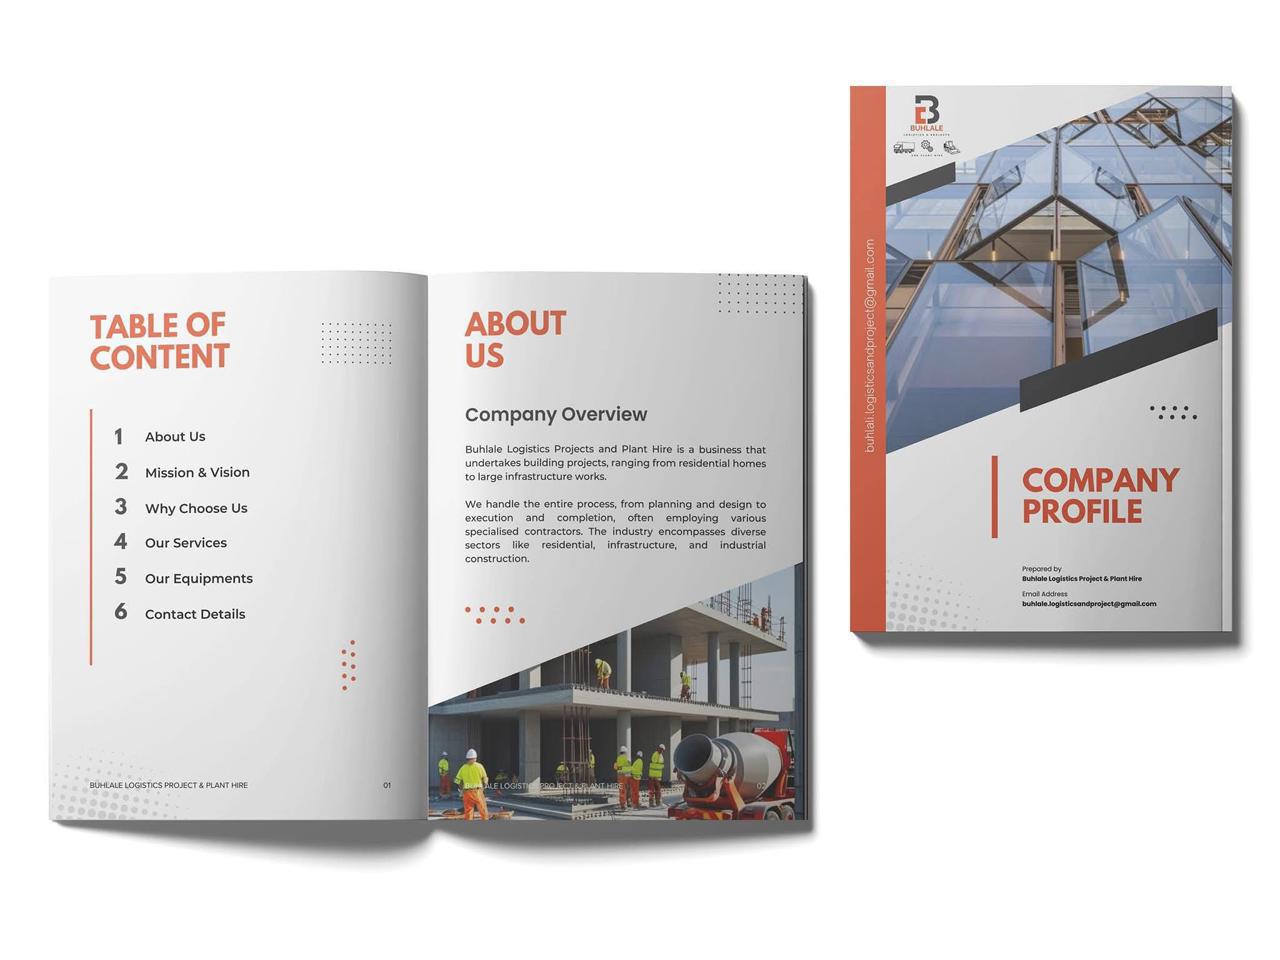 TABLE OF
CONTENT
1 About Us
2 Mission & Vision
3 Why Choose Us
4 Our Services
5 Our Equipments
6 Contact Details
BUHLALE LOGISTICS PROJECT & PLANT HIRE 01
ABOUT
US
Company Overview
Buhlale Logistics Projects and Plant Hire is a business that
undertakes building projects, ranging from residential homes
to large infrastructure works.
We handle the entire process, from planning and design to
execution and completion, often employing various
specialised contractors. The industry encompasses diverse
sectors like residential, infrastructure, and industrial
construction.
BUHLALE LOGISTICS PROJECT & PLANT HIRE 02
B
BUHLALE
LOGISTICS & PROJECTS
AND PLANT HIRE
buhlali.logisticsandproject@gmail.com
COMPANY
PROFILE
Prepared by
Buhlale Logistics Project & Plant Hire
Email Address
buhlale.logisticsandproject@gmail.com